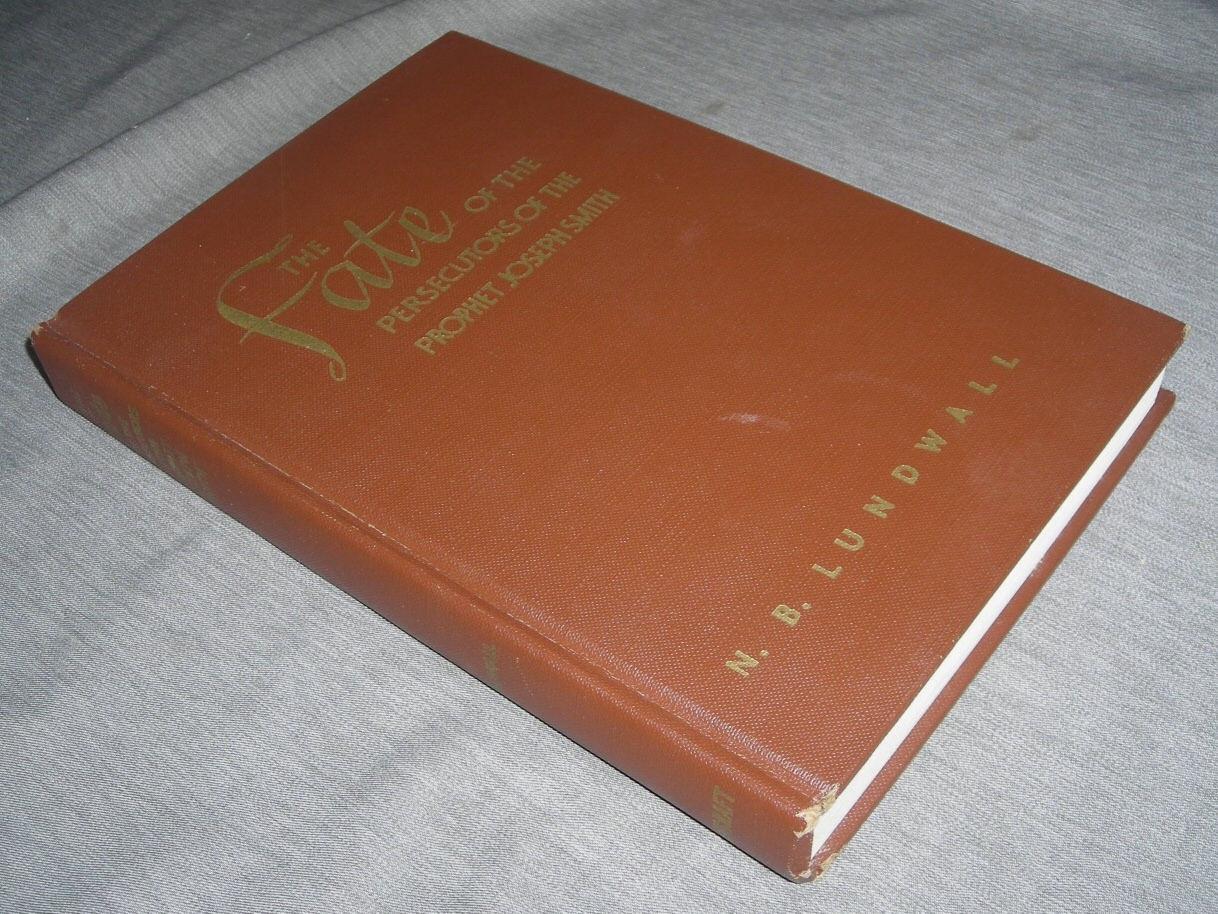 THE
Fate OF THE
PERSECUTORS OF THE
PROPHET JOSEPH SMITH
N. B. LUNDWALL